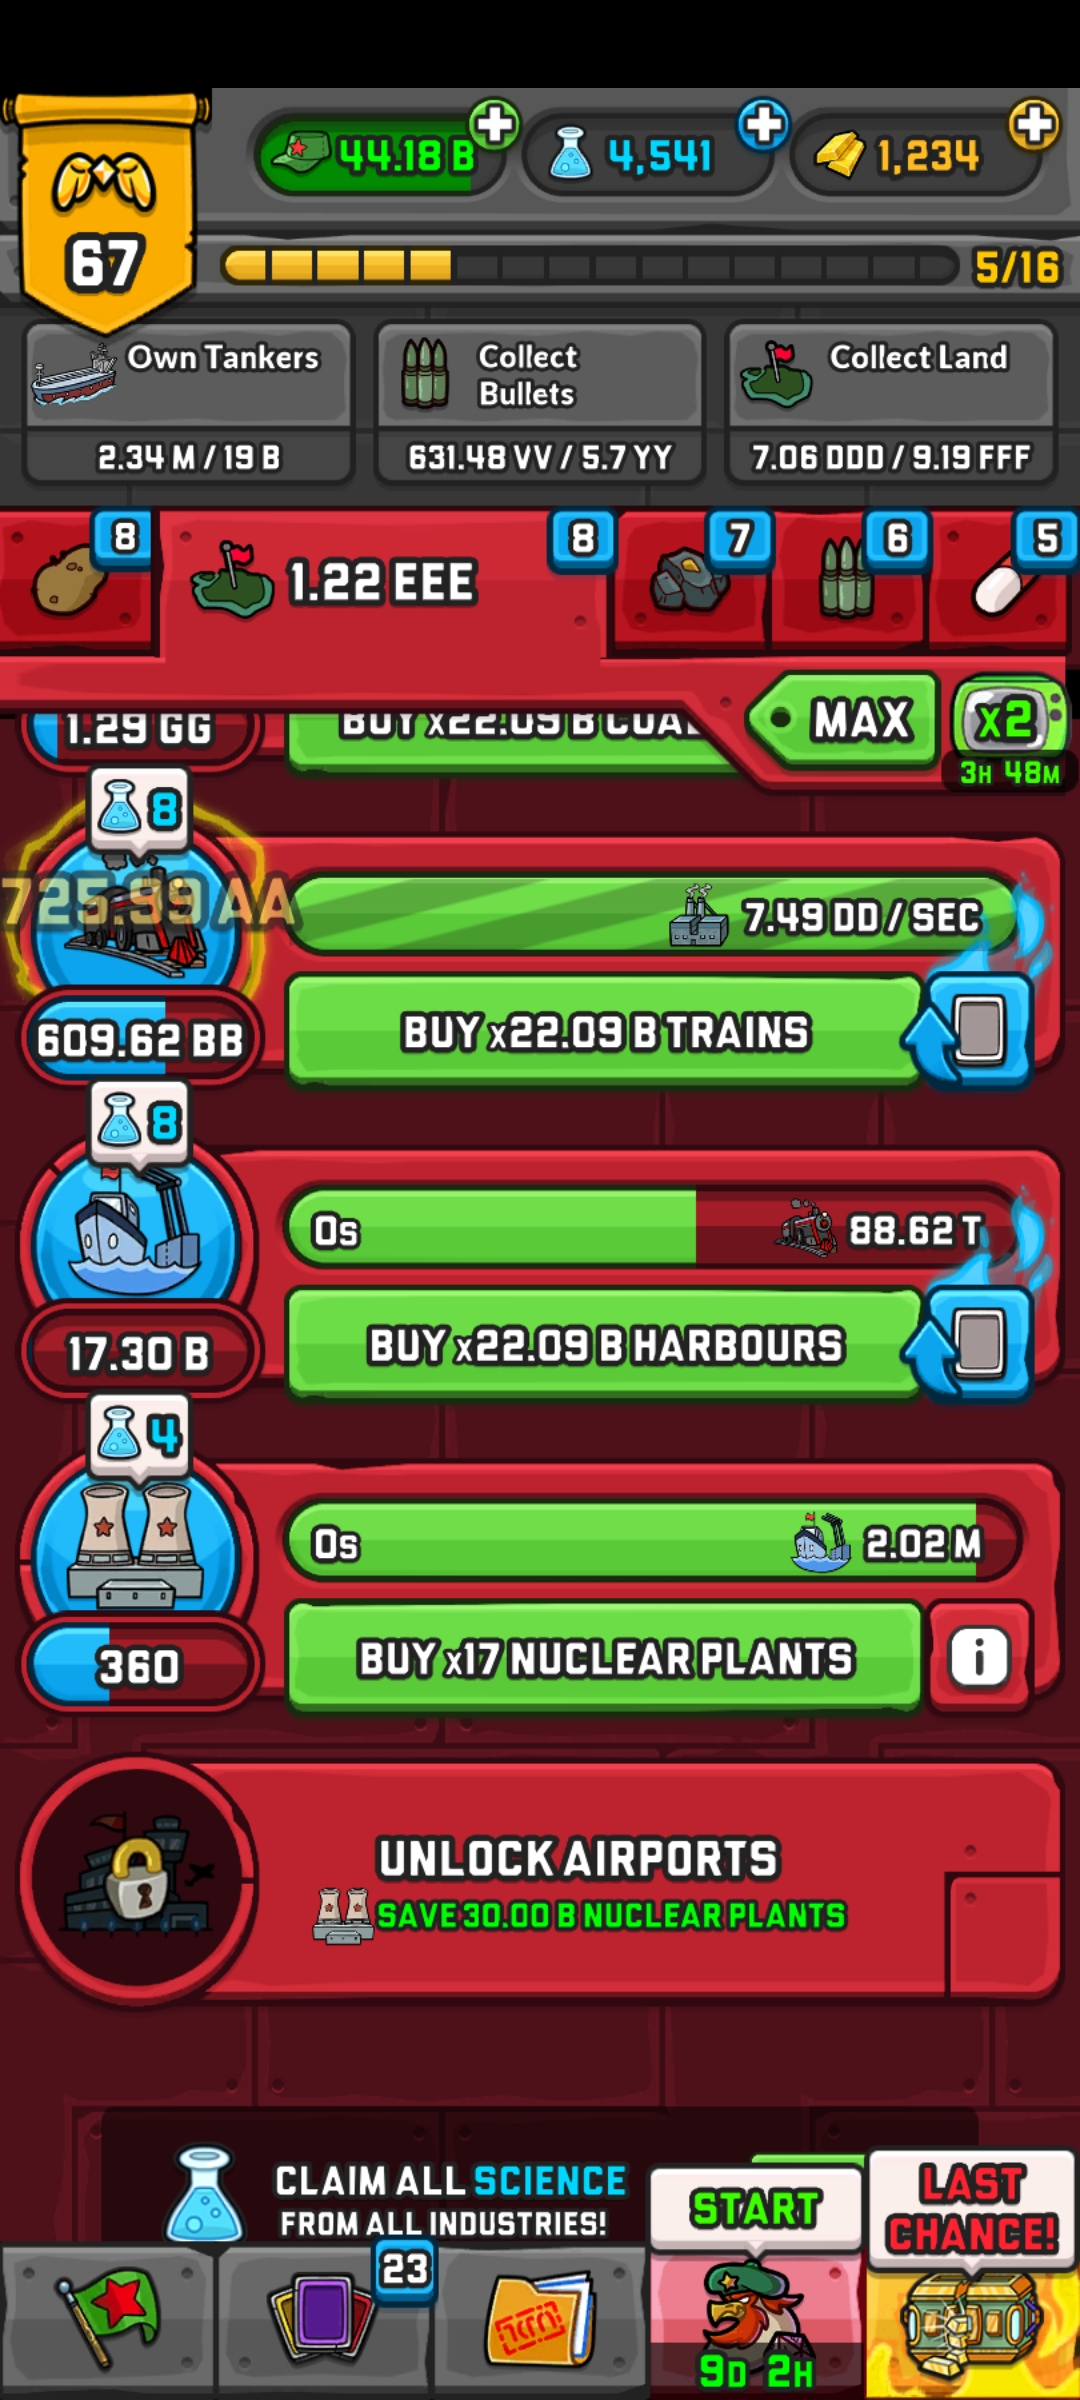 44.18 B
4,541
1,234
67
5/16
Own Tankers
2.34 M / 19 B
Collect
Bullets
631.48 VV / 5.7 YY
Collect Land
7.06 DDD / 9.19 FFF
8
1.22 EEE
8
7
6
5
MAX
x2
3H 48M
1.29 GG
BUY x22.09 B COAL
8
725.99 AA
7.49 DD / SEC
609.62 BB
BUY x22.09 B TRAINS
8
0s
88.62 T
17.30 B
BUY x22.09 B HARBOURS
4
0s
2.02 M
360
BUY x17 NUCLEAR PLANTS
i
UNLOCK AIRPORTS
SAVE 30.00 B NUCLEAR PLANTS
CLAIM ALL SCIENCE
FROM ALL INDUSTRIES!
START
LAST
CHANCE!
23
9D 2H